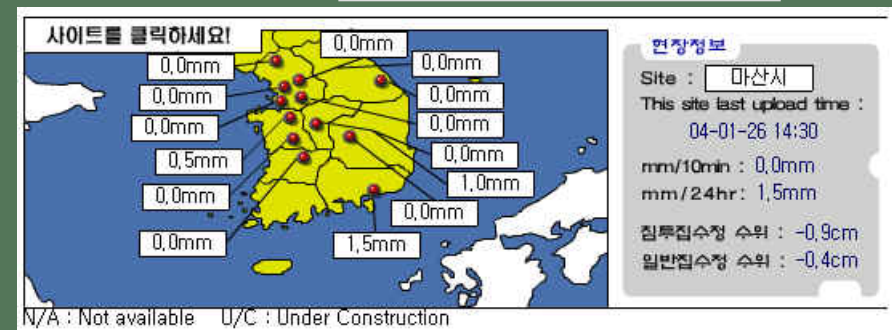 사이트를 클릭하세요!
0.0mm
0.0mm
0.0mm
0.0mm
0.0mm
0.0mm
0.0mm
0.5mm
0.0mm
1.0mm
0.0mm
0.0mm
0.0mm
1.5mm
현장정보
Site : 마산시
This site last upload time :
04-01-26 14:30
mm/10min : 0.0mm
mm/24hr: 1.5mm
침투집수정 수위 : -0.9cm
일반집수정 수위 : -0.4cm
N/A : Not available U/C : Under Construction